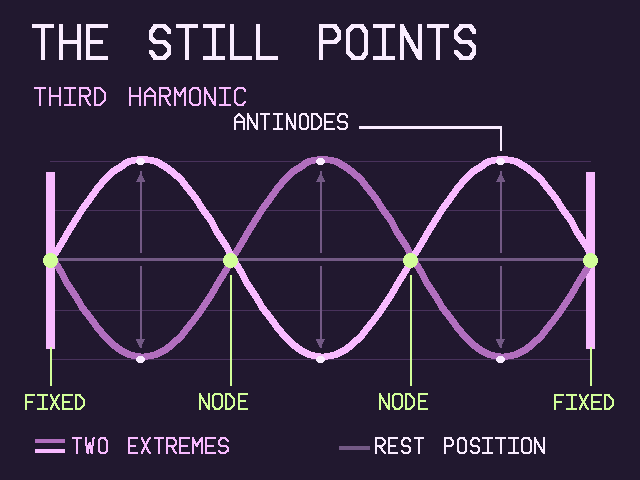 THE STILL POINTS
THIRD HARMONIC
ANTINODES
FIXED NODE NODE FIXED
TWO EXTREMES REST POSITION